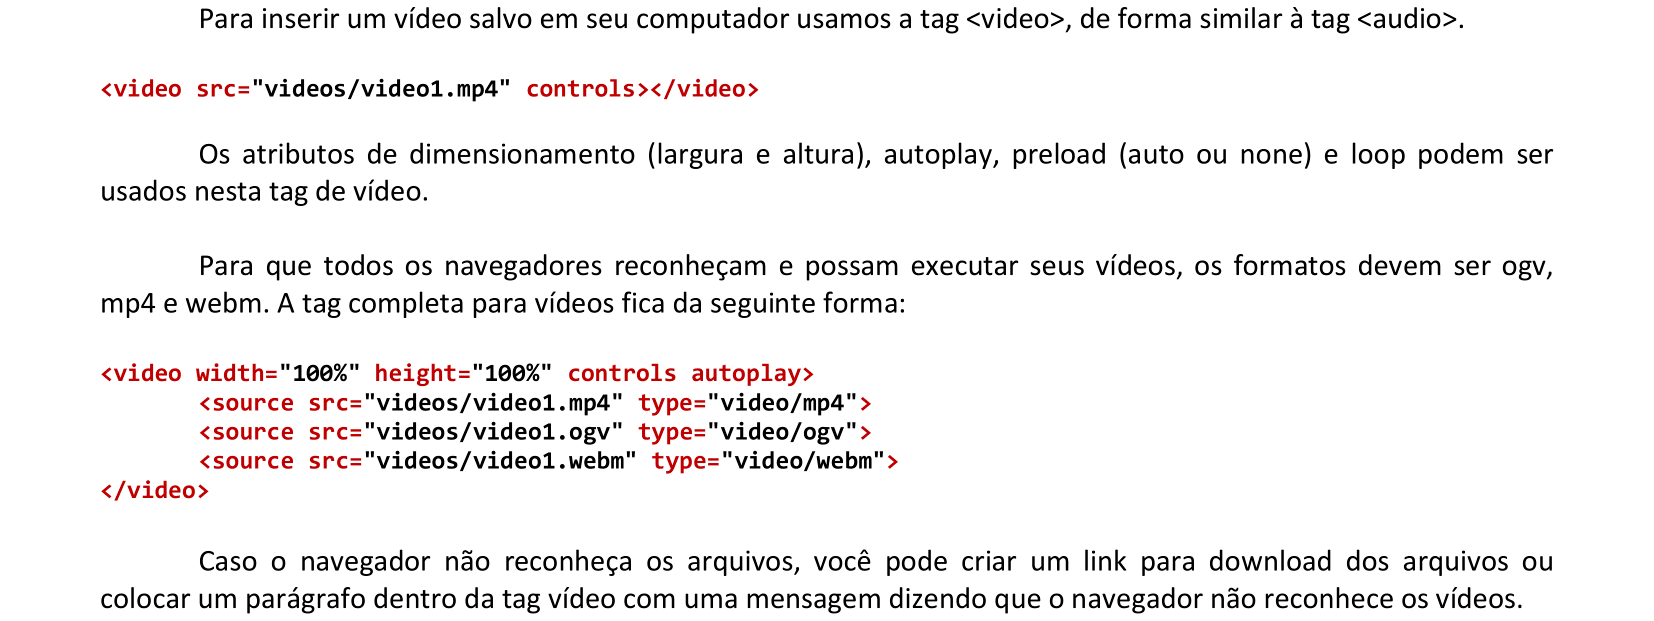 Para inserir um vídeo salvo em seu computador usamos a tag <video>, de forma similar à tag <audio>.
<video src="videos/video1.mp4" controls></video>
Os atributos de dimensionamento (largura e altura), autoplay, preload (auto ou none) e loop podem ser
usados nesta tag de vídeo.
Para que todos os navegadores reconheçam e possam executar seus vídeos, os formatos devem ser ogv,
mp4 e webm. A tag completa para vídeos fica da seguinte forma:
<video width="100%" height="100%" controls autoplay>
<source src="videos/video1.mp4" type="video/mp4">
<source src="videos/video1.ogv" type="video/ogv">
<source src="videos/video1.webm" type="video/webm">
</video>
Caso o navegador não reconheça os arquivos, você pode criar um link para download dos arquivos ou
colocar um parágrafo dentro da tag vídeo com uma mensagem dizendo que o navegador não reconhece os vídeos.